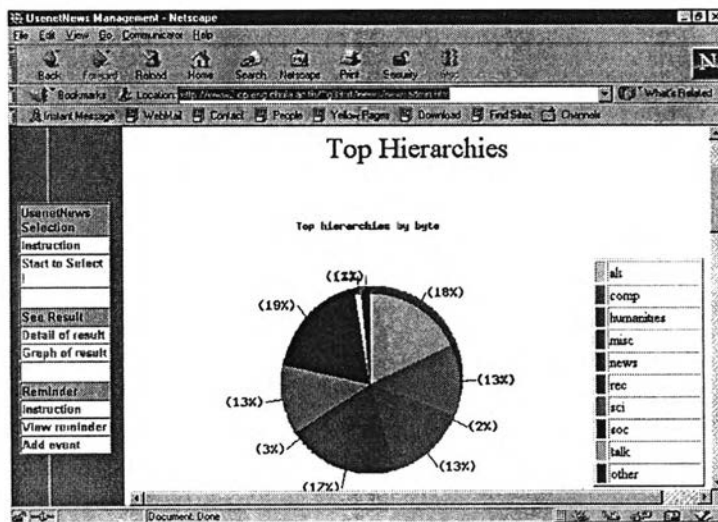 UsenetNews Management - Netscape
File Edit View Go Communicator Help
Back Forward Reload Home Search Netscape Print Security
Bookmarks Location: What's Related
Instant Message WebMail Contact People Yellow Pages Download Find Sites Channels
Top Hierarchies
Top hierarchies by byte
UsenetNews
Selection
Instruction
Start to Select
!
See Result
Detail of result
Graph of result
Reminder
Instruction
View reminder
Add event
(18%)
(13%)
(2%)
(13%)
(17%)
(3%)
(13%)
(19%)
alt
comp
humanities
misc
news
rec
sci
soc
talk
other
Document: Done